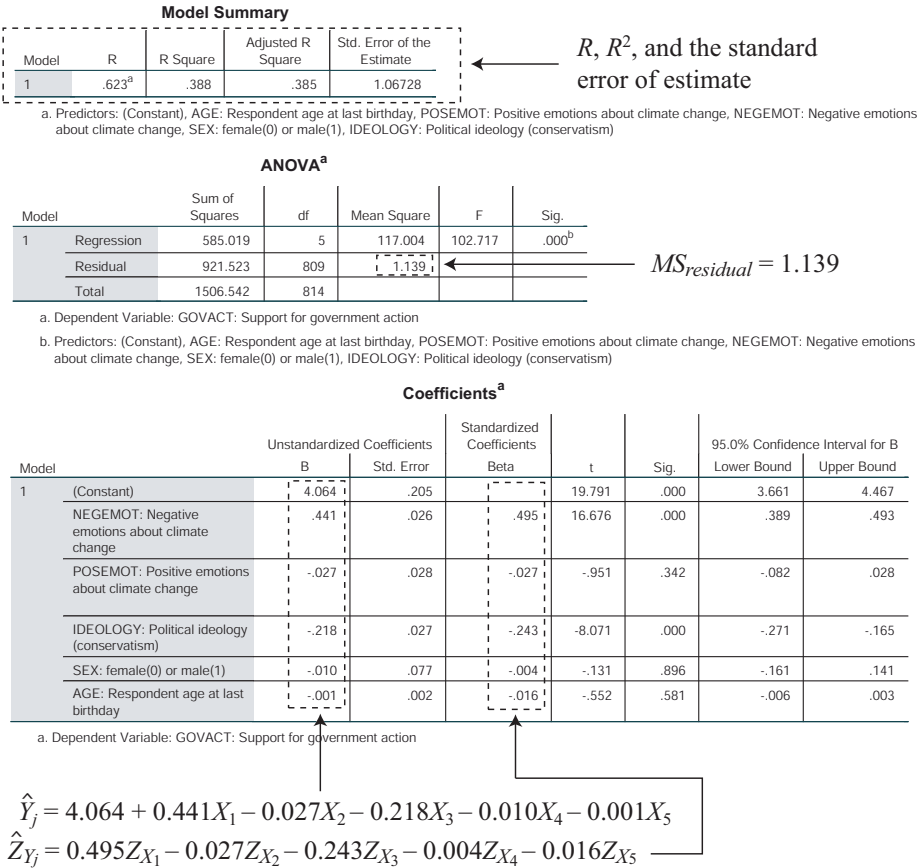 Model Summary
Model R R Square Adjusted R Square Std. Error of the Estimate
1 .623a .388 .385 1.06728
R, R², and the standard
error of estimate
a. Predictors: (Constant), AGE: Respondent age at last birthday, POSEMOT: Positive emotions about climate change, NEGEMOT: Negative emotions
about climate change, SEX: female(0) or male(1), IDEOLOGY: Political ideology (conservatism)
ANOVAa
Model Sum of Squares df Mean Square F Sig.
1 Regression 585.019 5 117.004 102.717 .000b
Residual 921.523 809 1.139
Total 1506.542 814
MSresidual = 1.139
a. Dependent Variable: GOVACT: Support for government action
b. Predictors: (Constant), AGE: Respondent age at last birthday, POSEMOT: Positive emotions about climate change, NEGEMOT: Negative emotions
about climate change, SEX: female(0) or male(1), IDEOLOGY: Political ideology (conservatism)
Coefficientsa
Unstandardized Coefficients Standardized Coefficients 95.0% Confidence Interval for B
Model B Std. Error Beta t Sig. Lower Bound Upper Bound
1 (Constant) 4.064 .205 19.791 .000 3.661 4.467
NEGEMOT: Negative emotions about climate change .441 .026 .495 16.676 .000 .389 .493
POSEMOT: Positive emotions about climate change -.027 .028 -.027 -.951 .342 -.082 .028
IDEOLOGY: Political ideology (conservatism) -.218 .027 -.243 -8.071 .000 -.271 -.165
SEX: female(0) or male(1) -.010 .077 -.004 -.131 .896 -.161 .141
AGE: Respondent age at last birthday -.001 .002 -.016 -.552 .581 -.006 .003
a. Dependent Variable: GOVACT: Support for government action
Ŷj = 4.064 + 0.441X1 – 0.027X2 – 0.218X3 – 0.010X4 – 0.001X5
ẐYj = 0.495ZX1 – 0.027ZX2 – 0.243ZX3 – 0.004ZX4 – 0.016ZX5